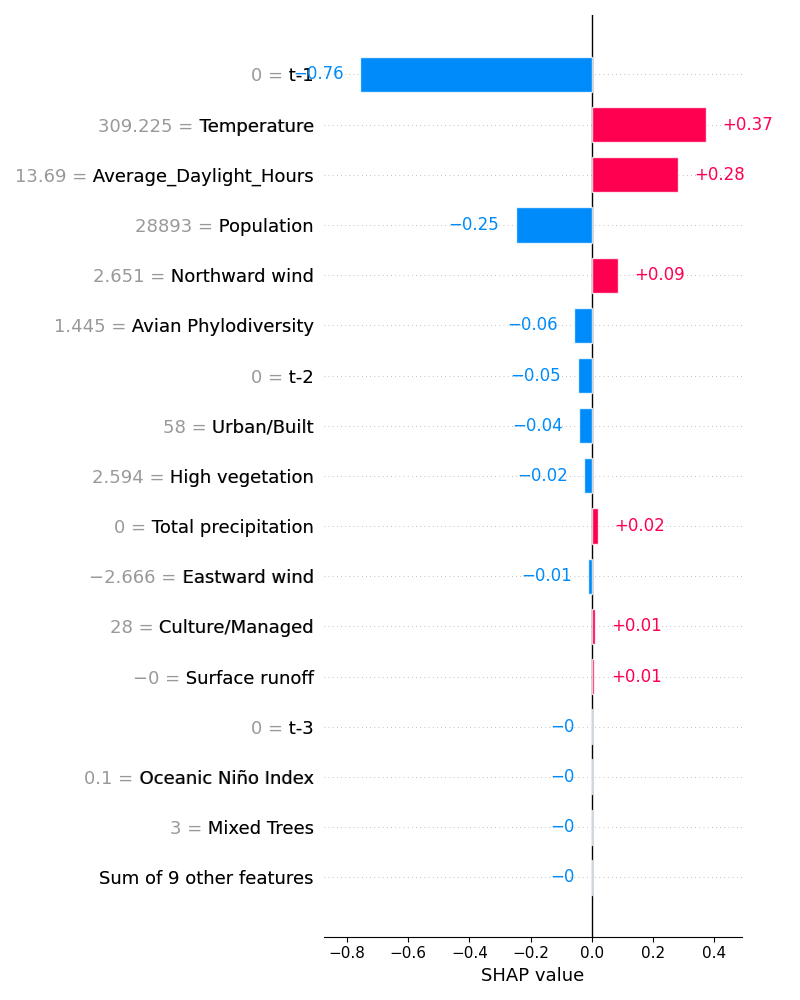 0 = t-1 −0.76
309.225 = Temperature +0.37
13.69 = Average_Daylight_Hours +0.28
28893 = Population −0.25
2.651 = Northward wind +0.09
1.445 = Avian Phylodiversity −0.06
0 = t-2 −0.05
58 = Urban/Built −0.04
2.594 = High vegetation −0.02
0 = Total precipitation +0.02
−2.666 = Eastward wind −0.01
28 = Culture/Managed +0.01
−0 = Surface runoff +0.01
0 = t-3 −0
0.1 = Oceanic Niño Index −0
3 = Mixed Trees −0
Sum of 9 other features −0
−0.8 −0.6 −0.4 −0.2 0.0 0.2 0.4
SHAP value